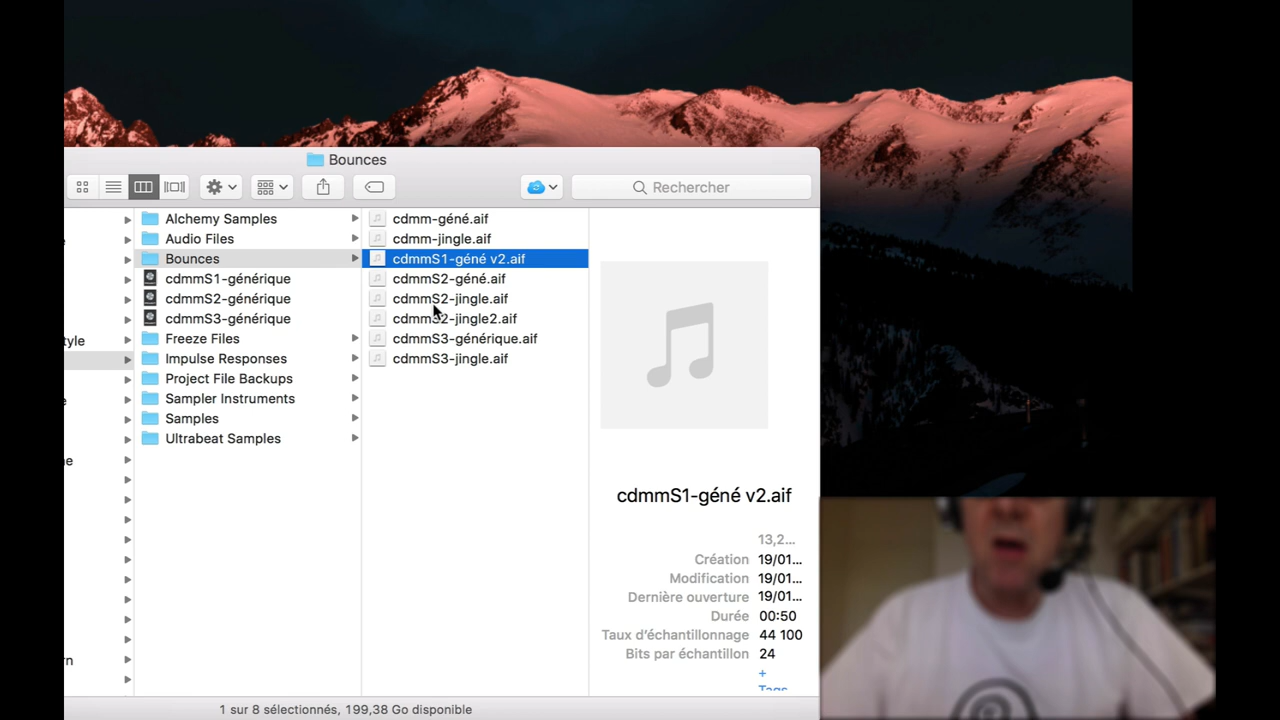 Bounces
Rechercher
Alchemy Samples
Audio Files
Bounces
cdmmS1-générique
cdmmS2-générique
cdmmS3-générique
tyle
Freeze Files
Impulse Responses
Project File Backups
Sampler Instruments
Samples
Ultrabeat Samples
cdmm-géné.aif
cdmm-jingle.aif
cdmmS1-géné v2.aif
cdmmS2-géné.aif
cdmmS2-jingle.aif
cdmmS2-jingle2.aif
cdmmS3-générique.aif
cdmmS3-jingle.aif
cdmmS1-géné v2.aif
13,2...
Création 19/01...
Modification 19/01...
Dernière ouverture 19/01...
Durée 00:50
Taux d’échantillonnage 44 100
Bits par échantillon 24
+
Tags...
1 sur 8 sélectionnés, 199,38 Go disponible